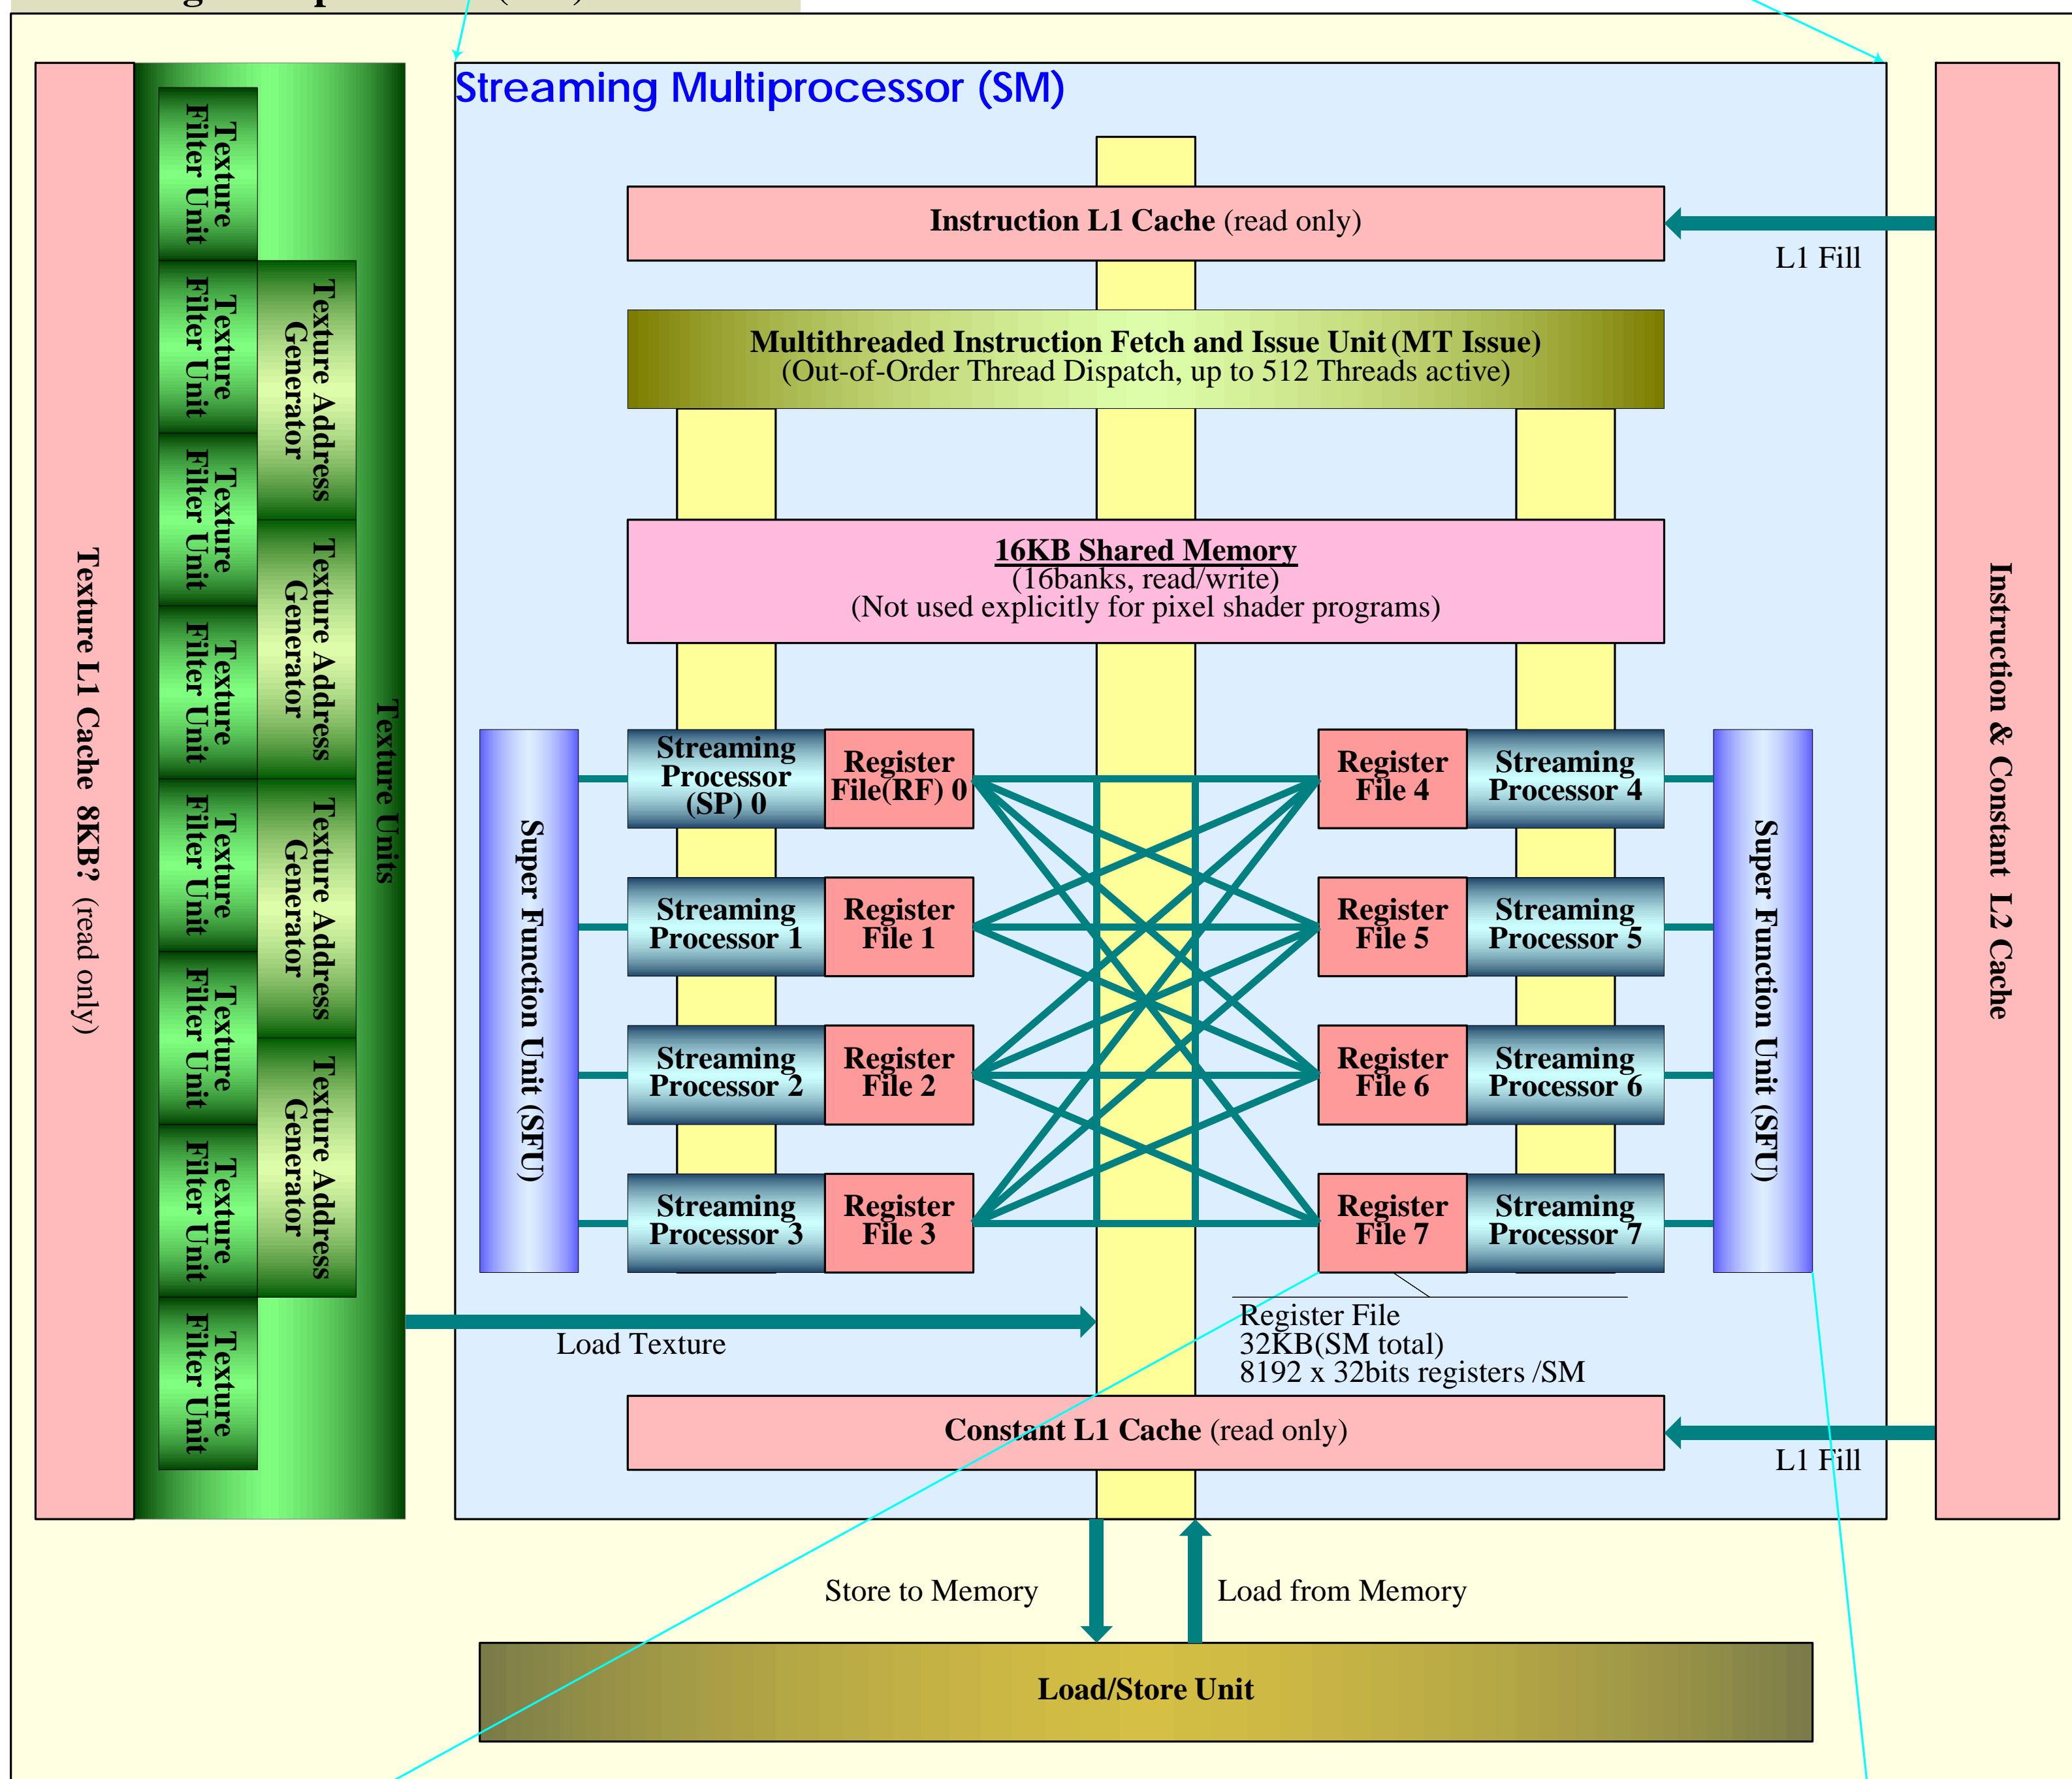 Streaming Multiprocessor (SM)
Instruction L1 Cache (read only)
L1 Fill
Multithreaded Instruction Fetch and Issue Unit (MT Issue)
(Out-of-Order Thread Dispatch, up to 512 Threads active)
16KB Shared Memory
(16banks, read/write)
(Not used explicitly for pixel shader programs)
Texture L1 Cache 8KB? (read only)
Texture
Filter Unit
Texture
Filter Unit
Texture
Filter Unit
Texture
Filter Unit
Texture
Filter Unit
Texture
Filter Unit
Texture
Filter Unit
Texture
Filter Unit
Texture Address
Generator
Texture Address
Generator
Texture Address
Generator
Texture Address
Generator
Texture Units
Super Function Unit (SFU)
Streaming
Processor
(SP) 0
Register
File(RF) 0
Register
File 4
Streaming
Processor 4
Streaming
Processor 1
Register
File 1
Register
File 5
Streaming
Processor 5
Streaming
Processor 2
Register
File 2
Register
File 6
Streaming
Processor 6
Streaming
Processor 3
Register
File 3
Register
File 7
Streaming
Processor 7
Super Function Unit (SFU)
Instruction & Constant L2 Cache
Load Texture
Register File
32KB(SM total)
8192 x 32bits registers /SM
Constant L1 Cache (read only)
L1 Fill
Store to Memory
Load from Memory
Load/Store Unit